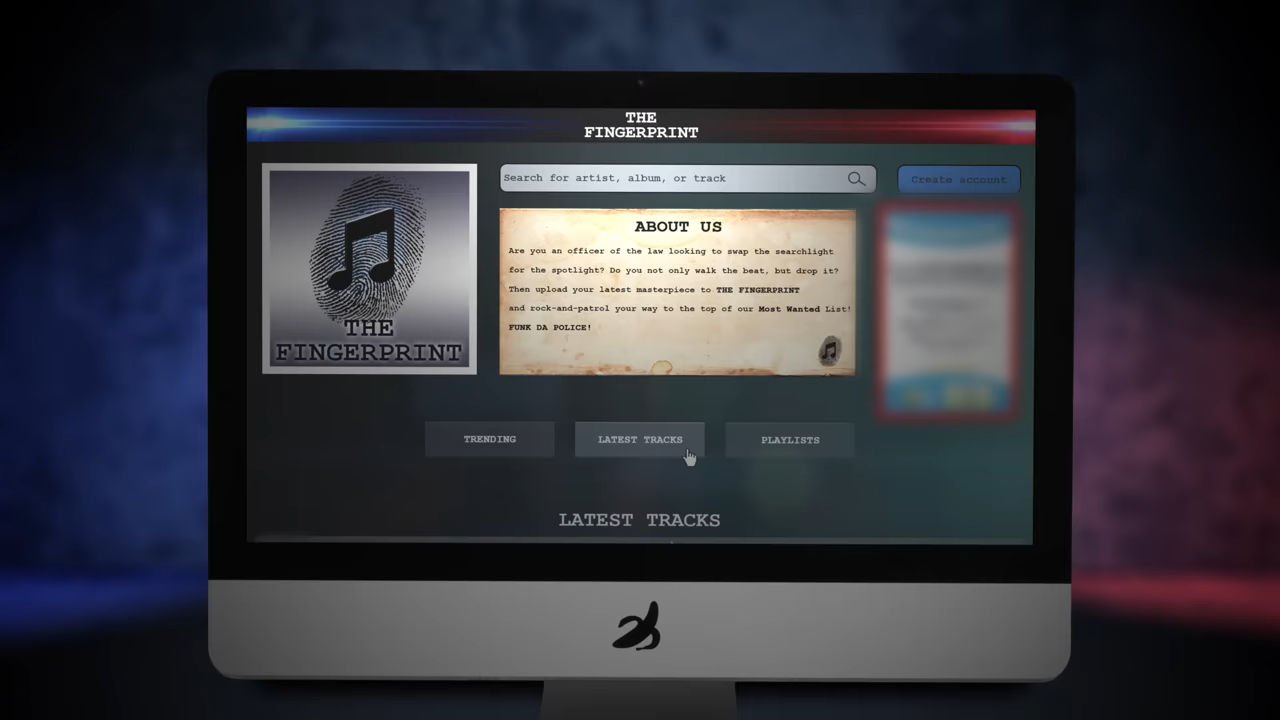 THE
FINGERPRINT
Search for artist, album, or track
Create account
THE
FINGERPRINT
ABOUT US
Are you an officer of the law looking to swap the searchlight
for the spotlight? Do you not only walk the beat, but drop it?
Then upload your latest masterpiece to THE FINGERPRINT
and rock-and-patrol your way to the top of our Most Wanted List!
FUNK DA POLICE!
TRENDING
LATEST TRACKS
PLAYLISTS
LATEST TRACKS